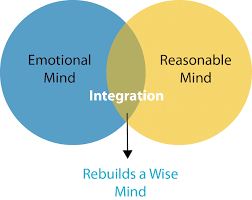 Emotional
Mind
Reasonable
Mind
Integration
Rebuilds a Wise
Mind